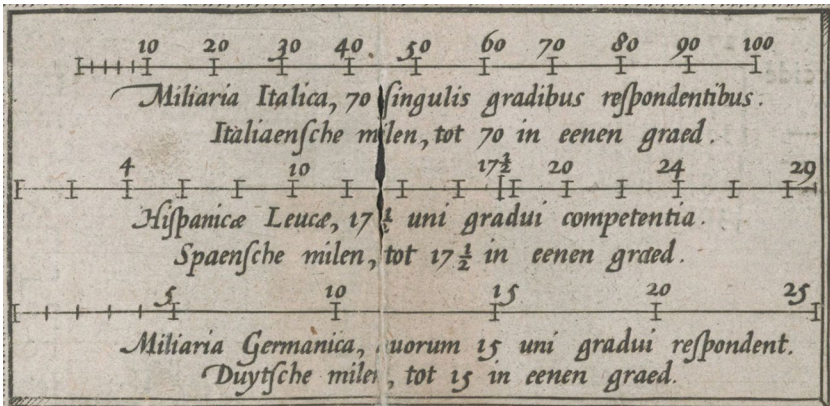 10 20 30 40 50 60 70 80 90 100
Miliaria Italica, 70 ſingulis gradibus reſpondentibus.
Italiaenſche milen, tot 70 in eenen graed.
4 10 17½ 20 24 29
Hiſpanicæ Leucæ, 17½ uni gradui competentia.
Spaenſche milen, tot 17½ in eenen graed.
5 10 15 20 25
Miliaria Germanica, quorum 15 uni gradui reſpondent.
Duytſche milen, tot 15 in eenen graed.